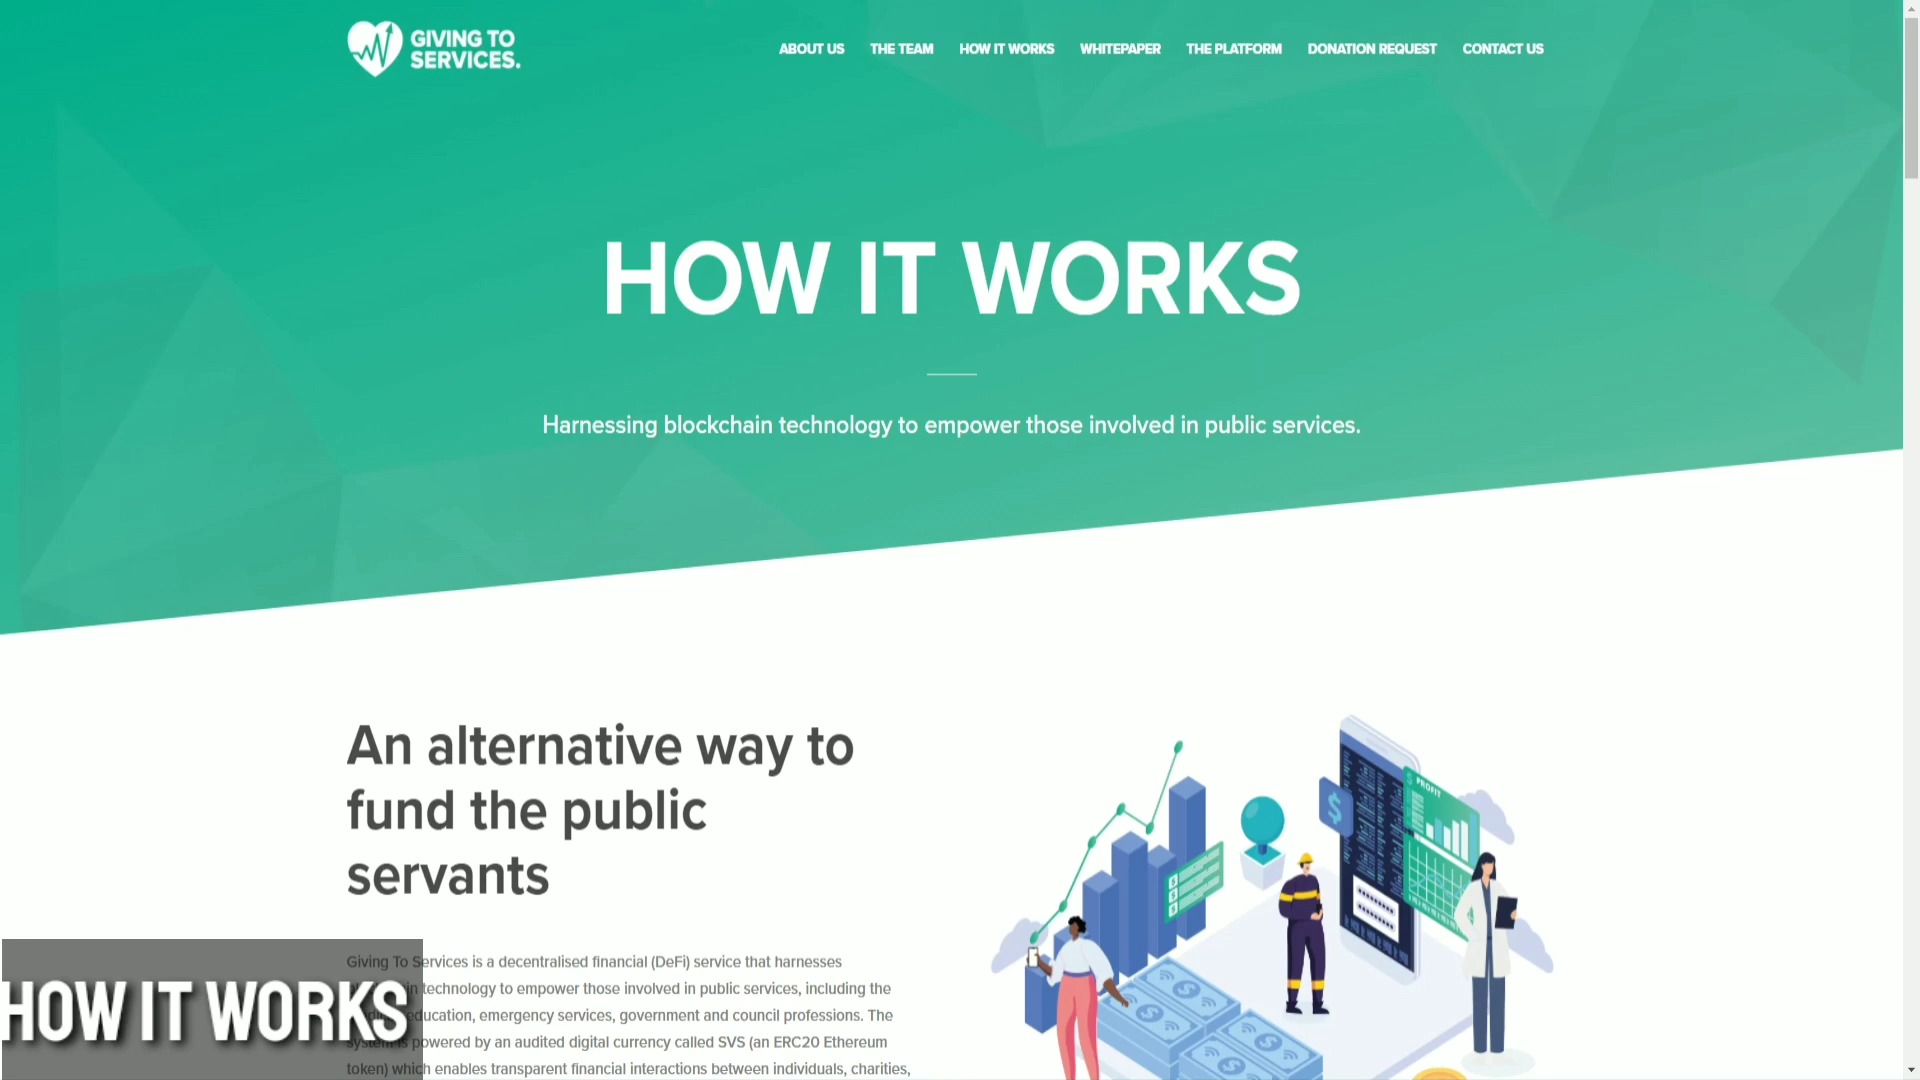 GIVING TO
SERVICES.
ABOUT US THE TEAM HOW IT WORKS WHITEPAPER THE PLATFORM DONATION REQUEST CONTACT US
HOW IT WORKS
Harnessing blockchain technology to empower those involved in public services.
An alternative way to
fund the public
servants
PROFIT
Giving To Services is a decentralised financial (DeFi) service that harnesses
technology to empower those involved in public services, including the
education, emergency services, government and council professions. The
system is powered by an audited digital currency called SVS (an ERC20 Ethereum
token) which enables transparent financial interactions between individuals, charities,
HOW IT WORKS